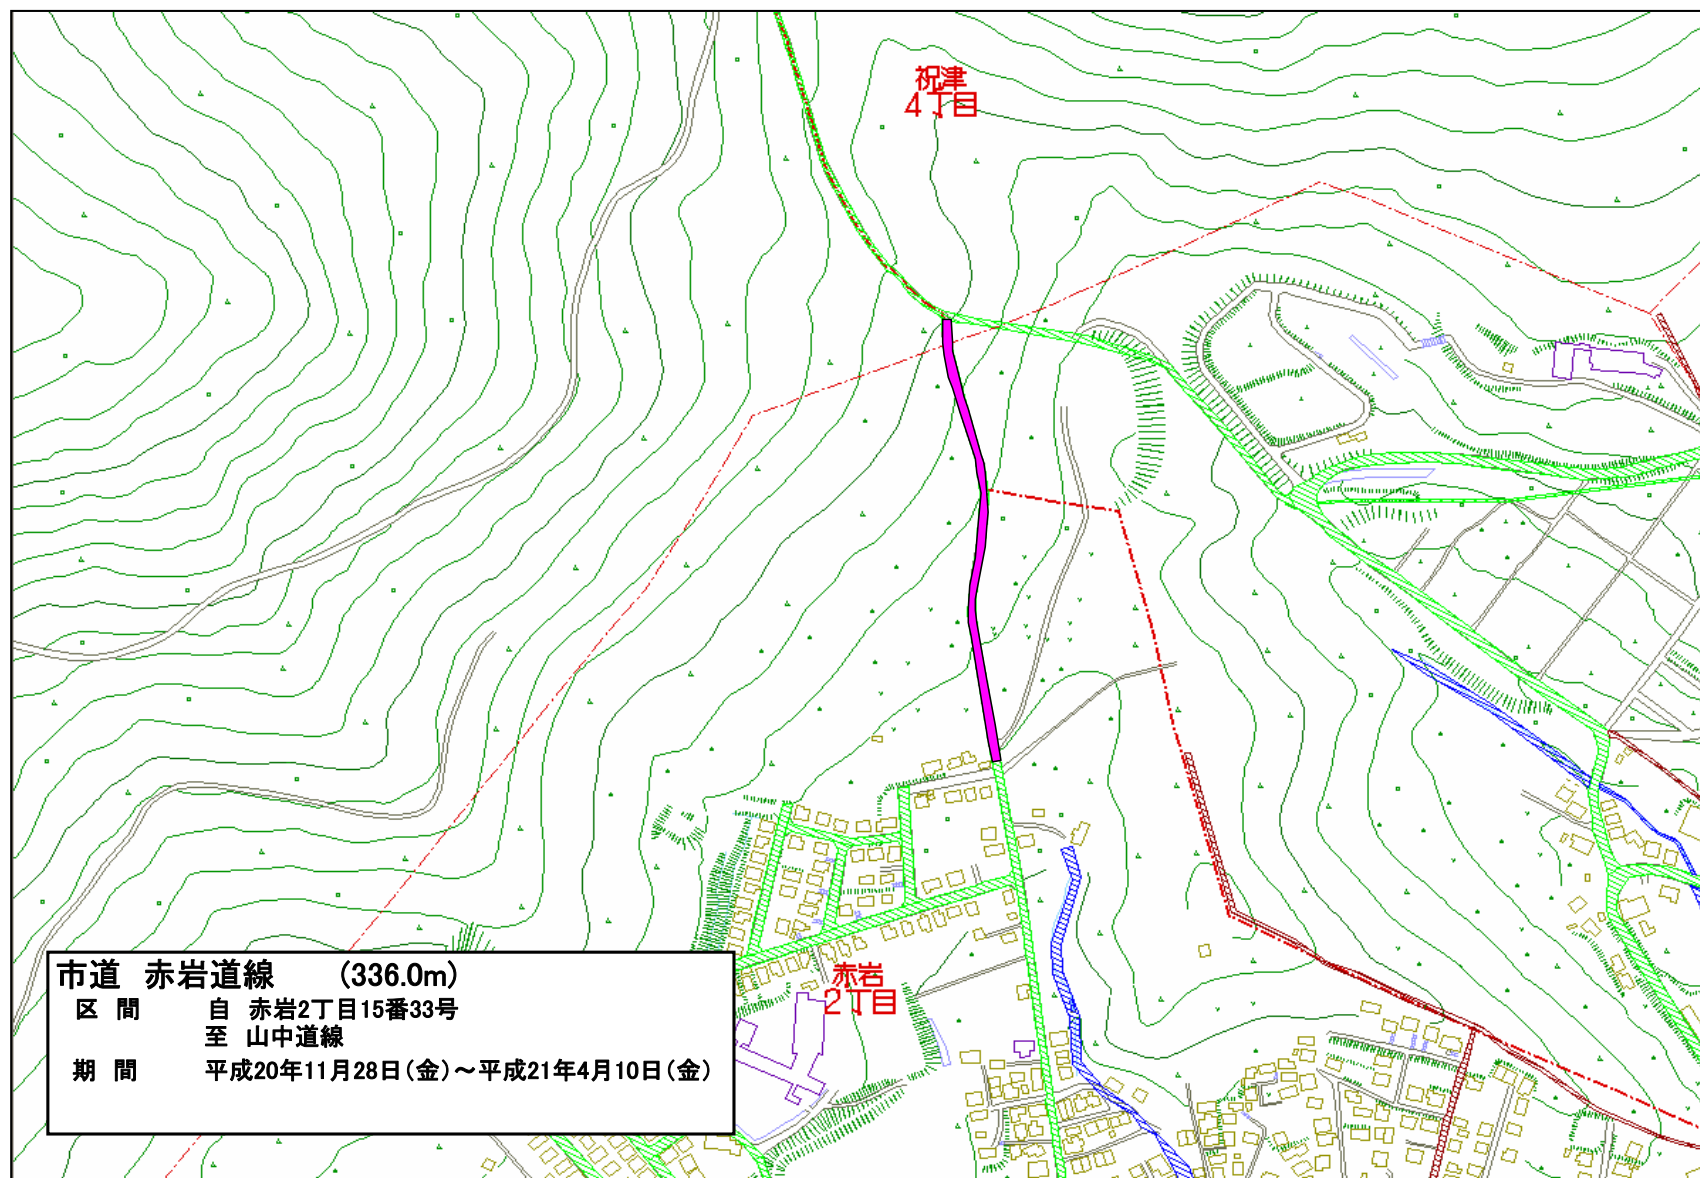 祝津
4丁目
赤岩
2丁目
市道 赤岩道線 (336.0m)
区間 自 赤岩2丁目15番33号
至 山中道線
期間 平成20年11月28日(金)～平成21年4月10日(金)